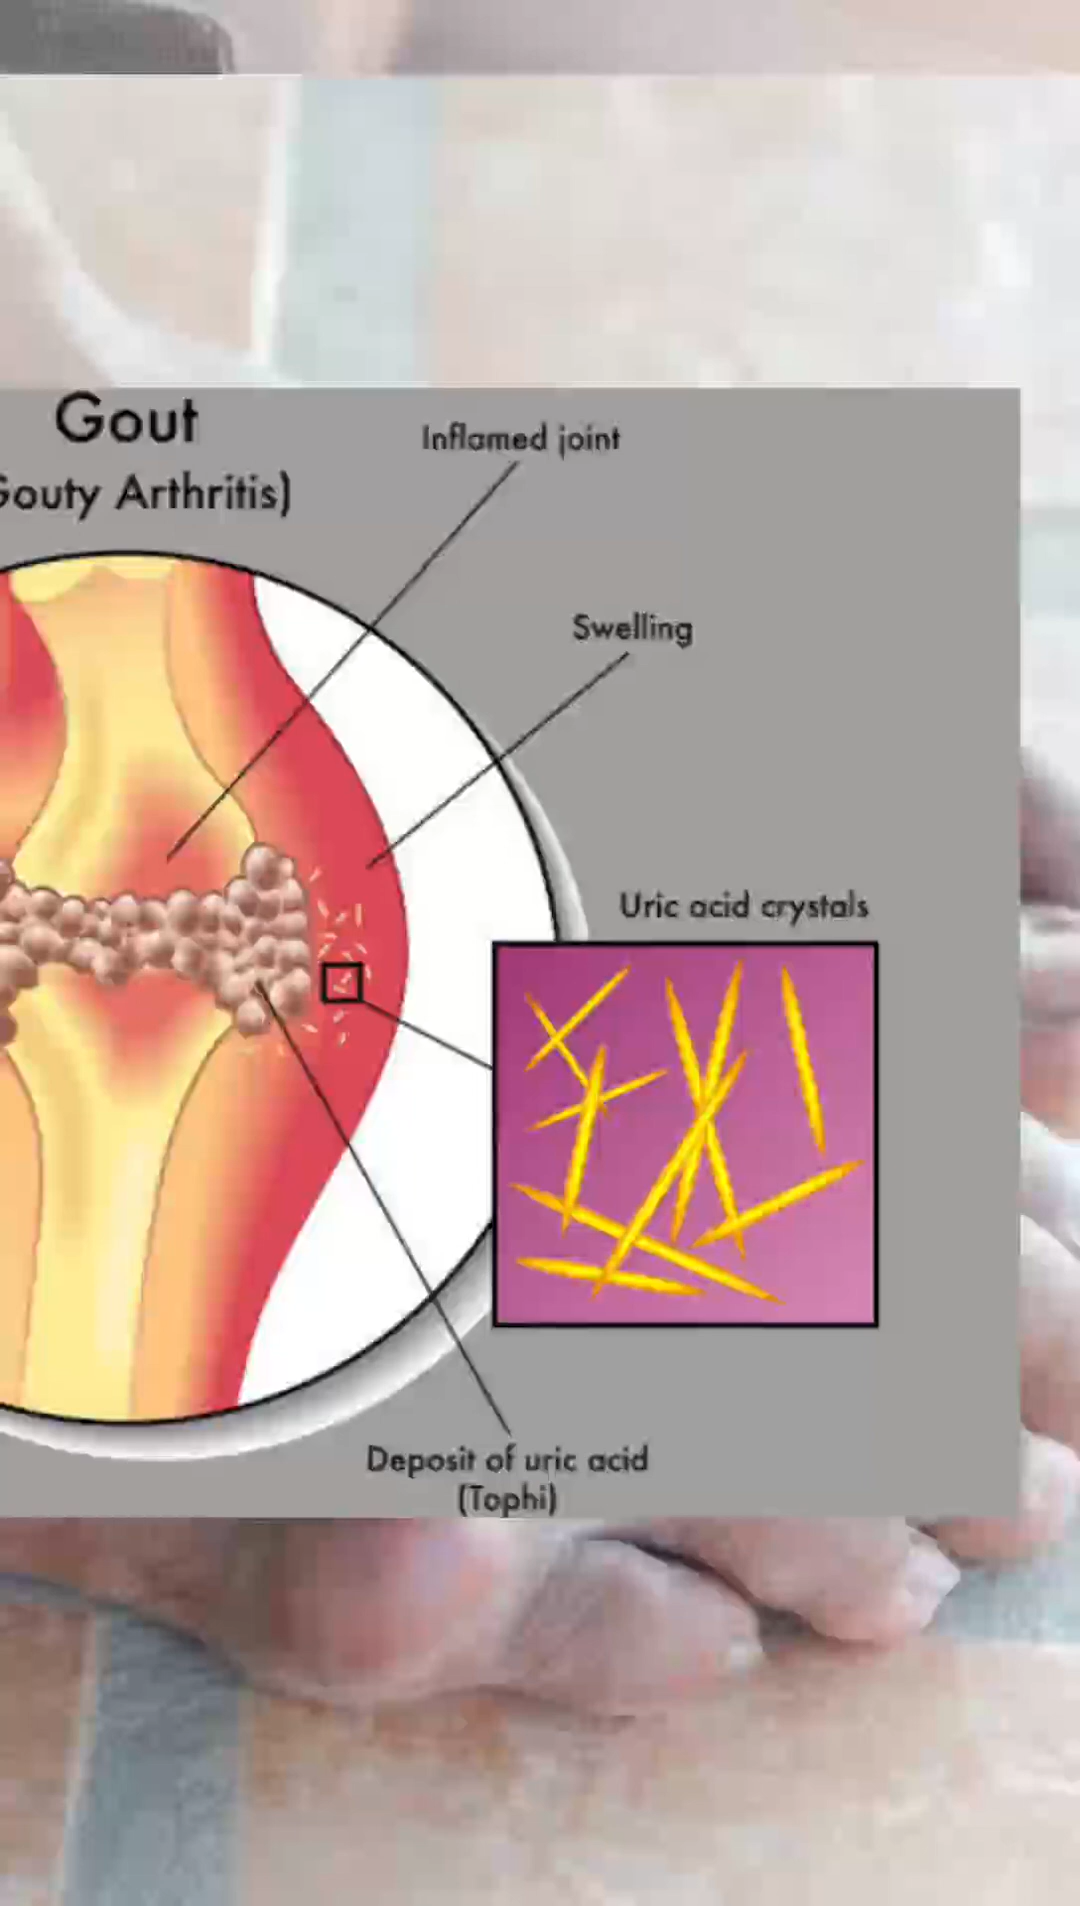 Gout
Gouty Arthritis)
Inflamed joint
Swelling
Uric acid crystals
Deposit of uric acid
(Tophi)